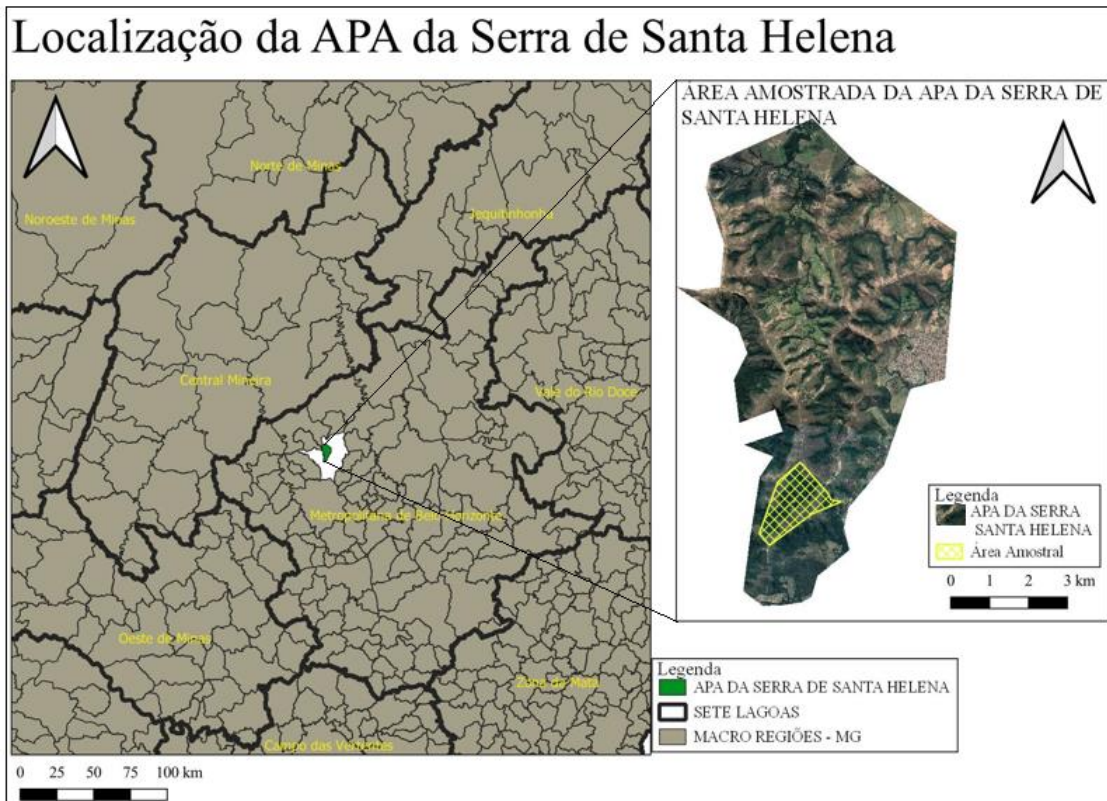 Localização da APA da Serra de Santa Helena
Norte de Minas
Noroeste de Minas
Jequitinhonha
Central Mineira
Vale do Rio Doce
Metropolitana de Belo Horizonte
Oeste de Minas
Zona da Mata
Campo das Vertentes
0 25 50 75 100 km
ÁREA AMOSTRADA DA APA DA SERRA DE
SANTA HELENA
Legenda
APA DA SERRA
SANTA HELENA
Área Amostral
0 1 2 3 km
Legenda
APA DA SERRA DE SANTA HELENA
SETE LAGOAS
MACRO REGIÕES - MG